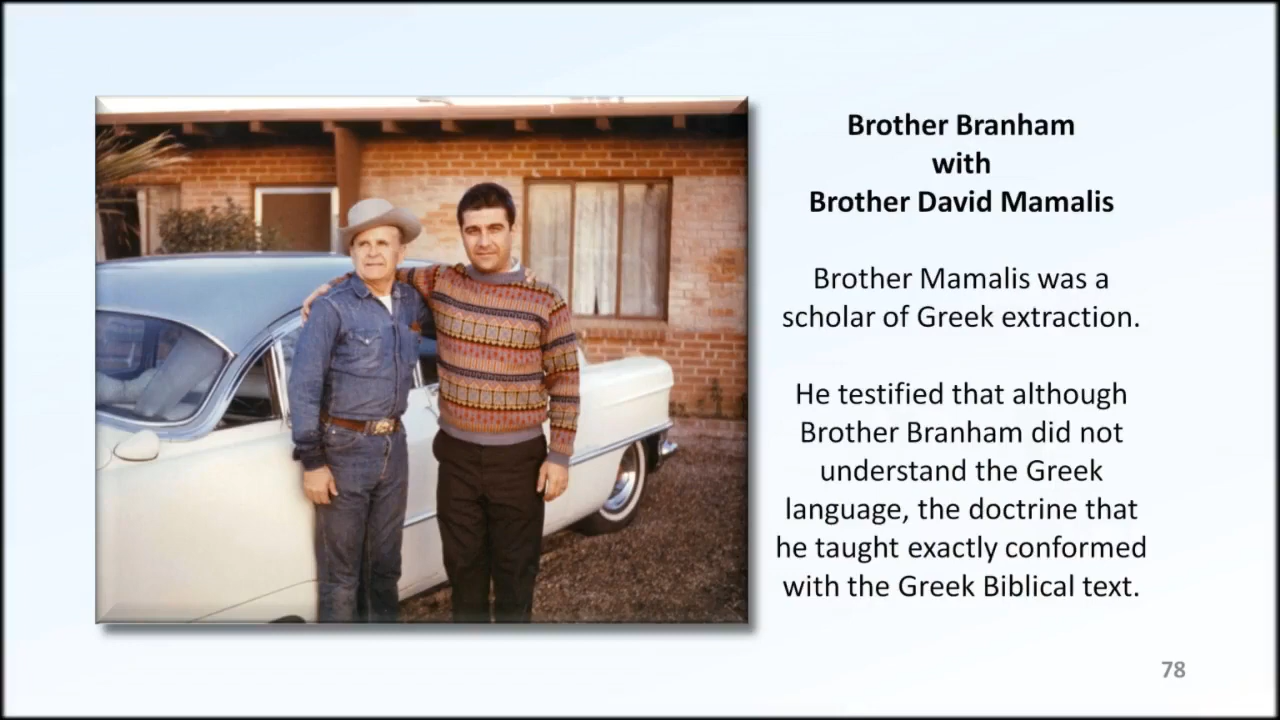 Brother Branham
with
Brother David Mamalis
Brother Mamalis was a
scholar of Greek extraction.
He testified that although
Brother Branham did not
understand the Greek
language, the doctrine that
he taught exactly conformed
with the Greek Biblical text.
78